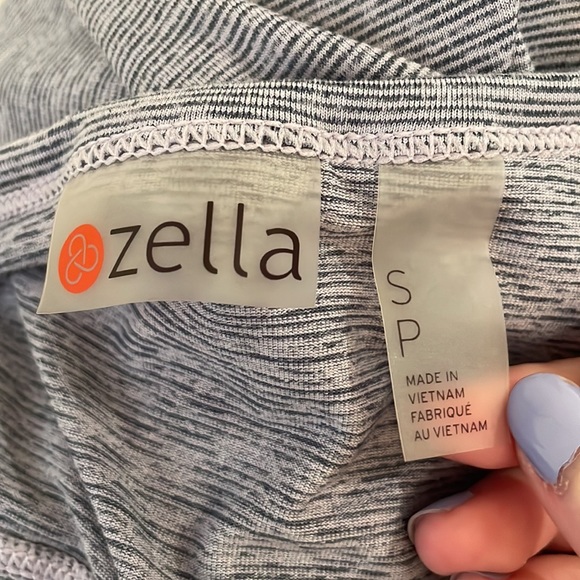 zella
S
P
MADE IN
VIETNAM
FABRIQUÉ
AU VIETNAM